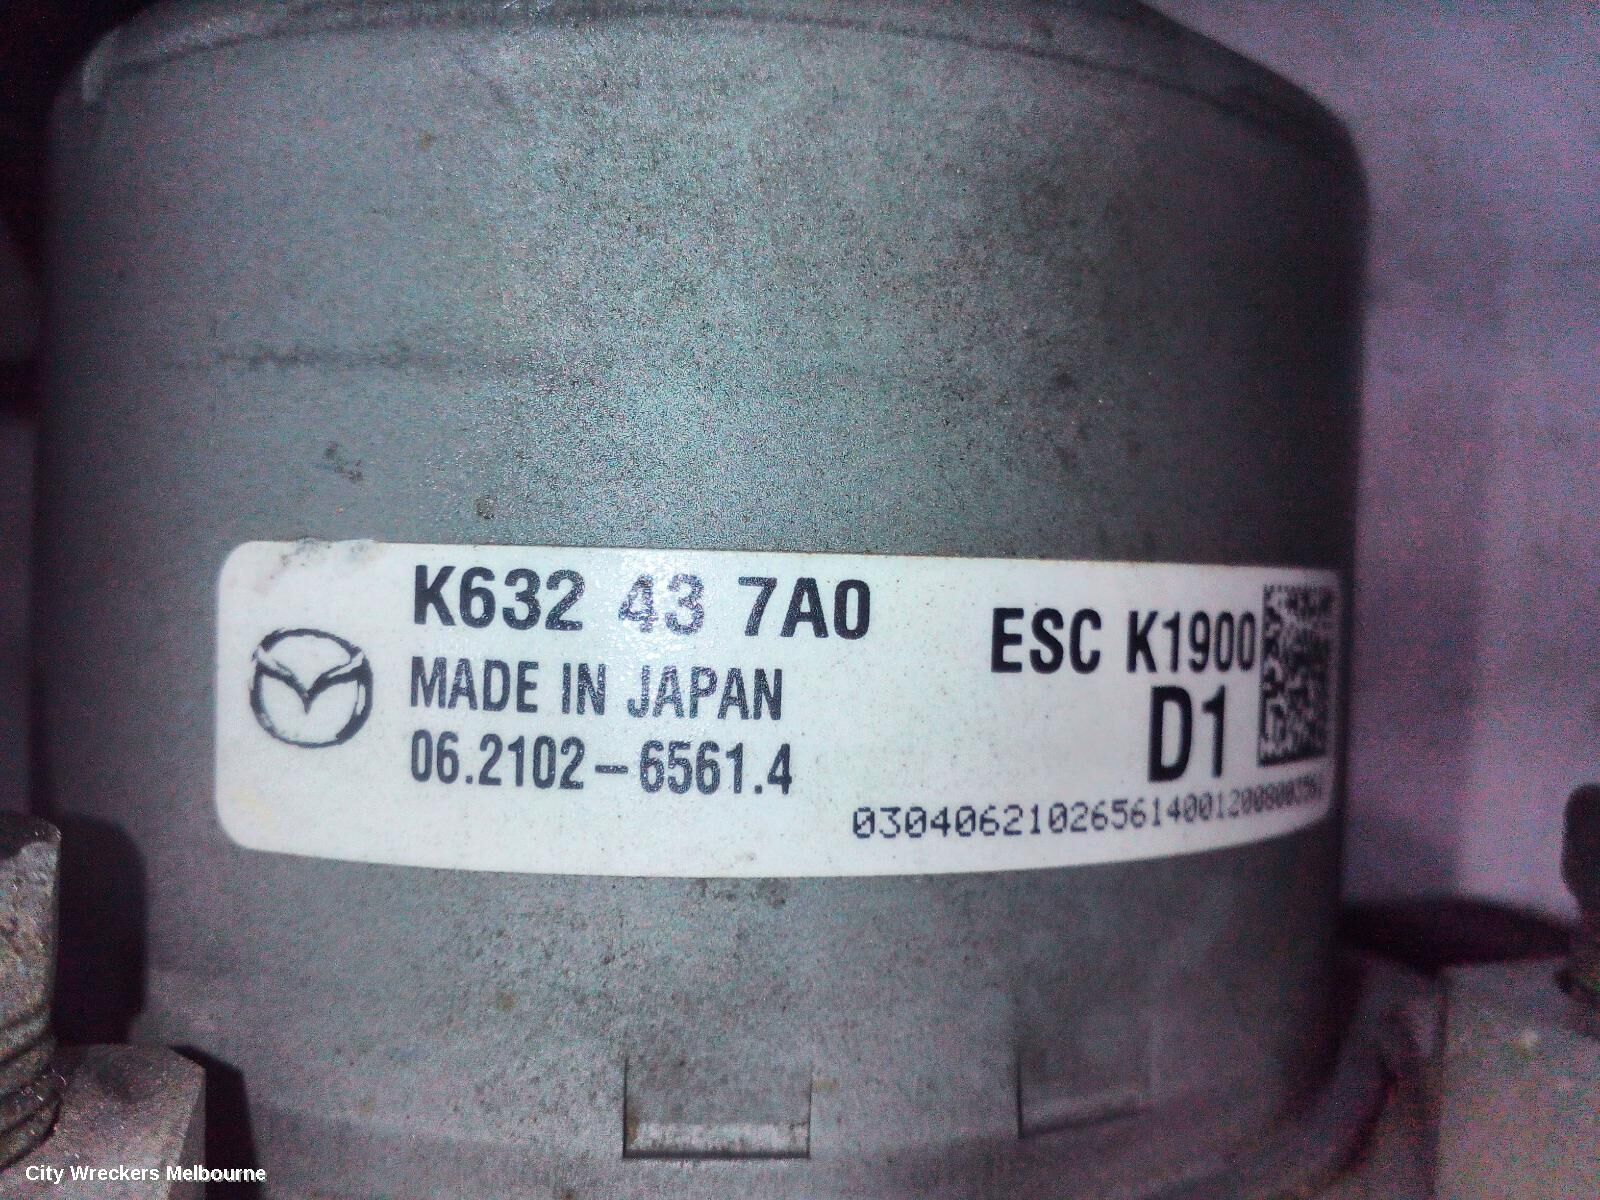 K632 43 7A0
MADE IN JAPAN
06.2102-6561.4
ESC K1900
D1
City Wreckers Melbourne